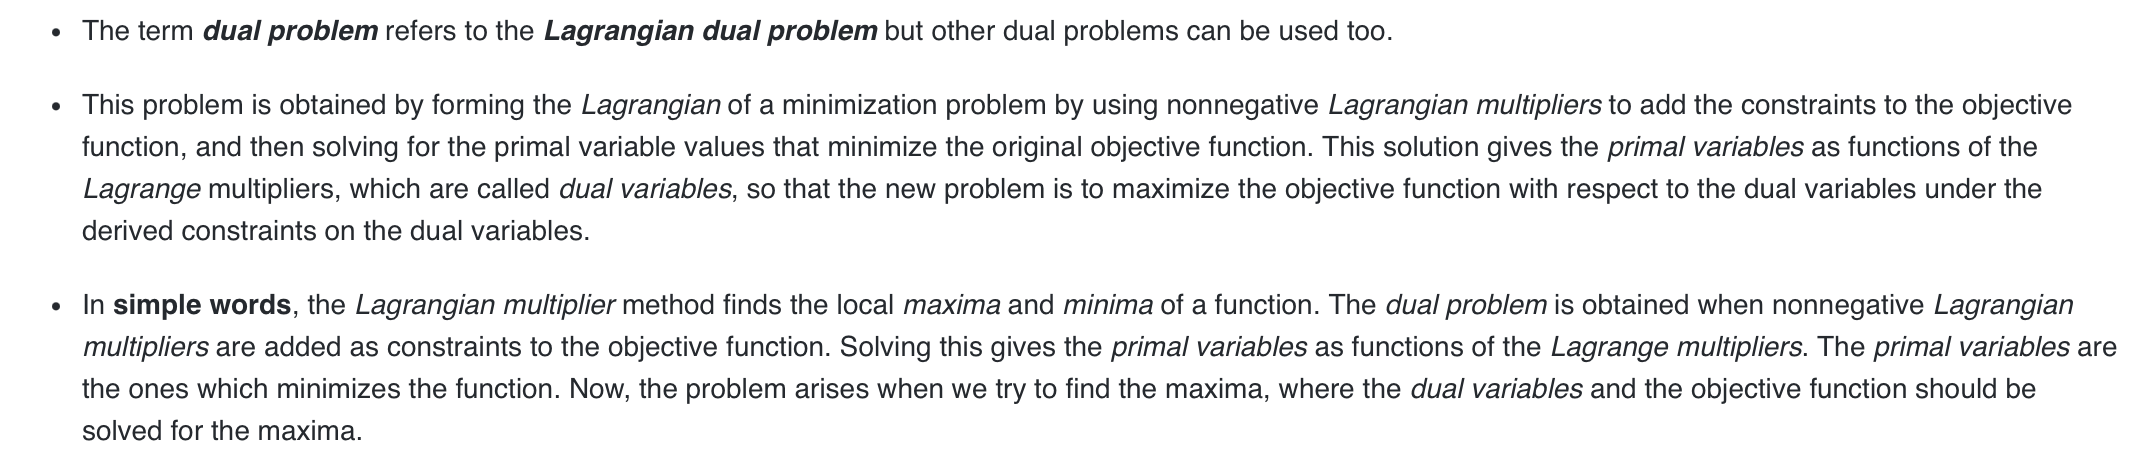 • The term dual problem refers to the Lagrangian dual problem but other dual problems can be used too.
• This problem is obtained by forming the Lagrangian of a minimization problem by using nonnegative Lagrangian multipliers to add the constraints to the objective
function, and then solving for the primal variable values that minimize the original objective function. This solution gives the primal variables as functions of the
Lagrange multipliers, which are called dual variables, so that the new problem is to maximize the objective function with respect to the dual variables under the
derived constraints on the dual variables.
• In simple words, the Lagrangian multiplier method finds the local maxima and minima of a function. The dual problem is obtained when nonnegative Lagrangian
multipliers are added as constraints to the objective function. Solving this gives the primal variables as functions of the Lagrange multipliers. The primal variables are
the ones which minimizes the function. Now, the problem arises when we try to find the maxima, where the dual variables and the objective function should be
solved for the maxima.